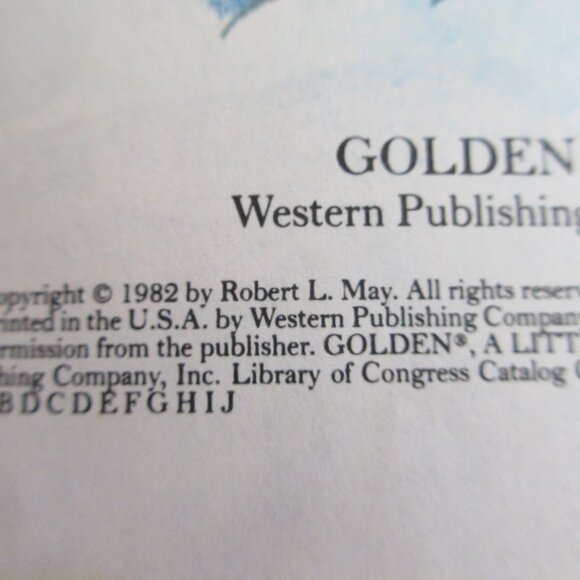 GOLDEN
Western Publishing
opyright © 1982 by Robert L. May. All rights reserv
rinted in the U.S.A. by Western Publishing Company
rmission from the publisher. GOLDEN®, A LITT
hing Company, Inc. Library of Congress Catalog C
B D C D E F G H I J